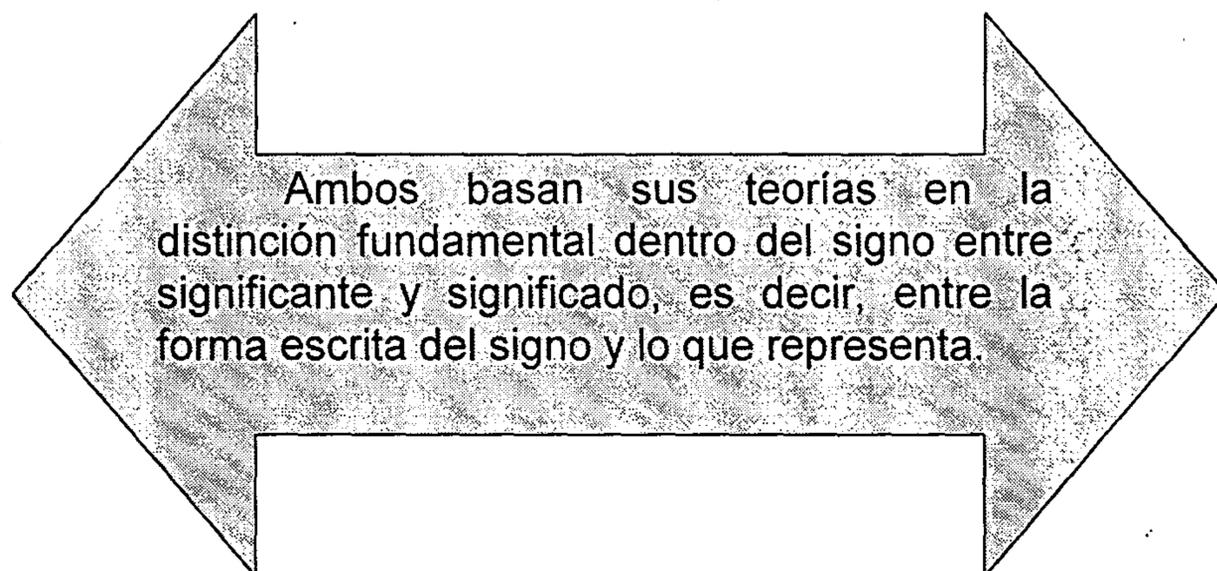 Ambos basan sus teorías en la
distinción fundamental dentro del signo entre
significante y significado, es decir, entre la
forma escrita del signo y lo que representa.